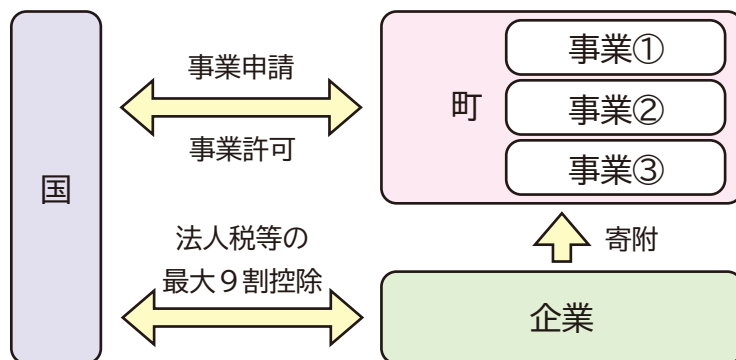 国
事業申請
事業許可
町
事業①
事業②
事業③
法人税等の
最大９割控除
寄附
企業